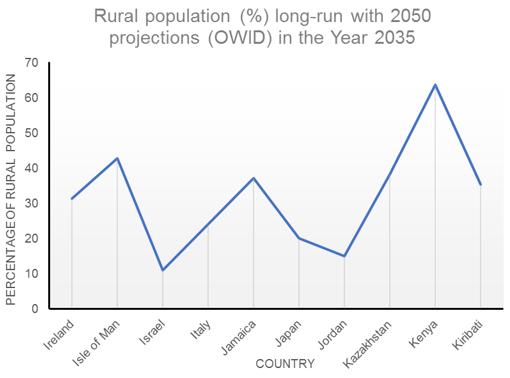 Rural population (%) long-run with 2050
projections (OWID) in the Year 2035
PERCENTAGE OF RURAL POPULATION
70
60
50
40
30
20
10
0
Ireland
Isle of Man
Israel
Italy
Jamaica
Japan
Jordan
Kazakhstan
Kenya
Kiribati
COUNTRY